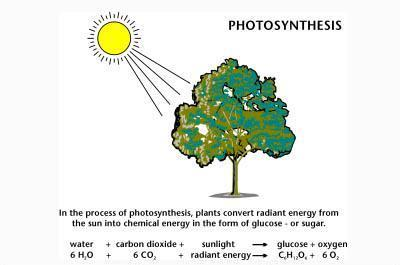 PHOTOSYNTHESIS
In the process of photosynthesis, plants convert radiant energy from
the sun into chemical energy in the form of glucose - or sugar.
water + carbon dioxide + sunlight → glucose + oxygen
6 H₂O + 6 CO₂ + radiant energy → C₆H₁₂O₆ + 6 O₂